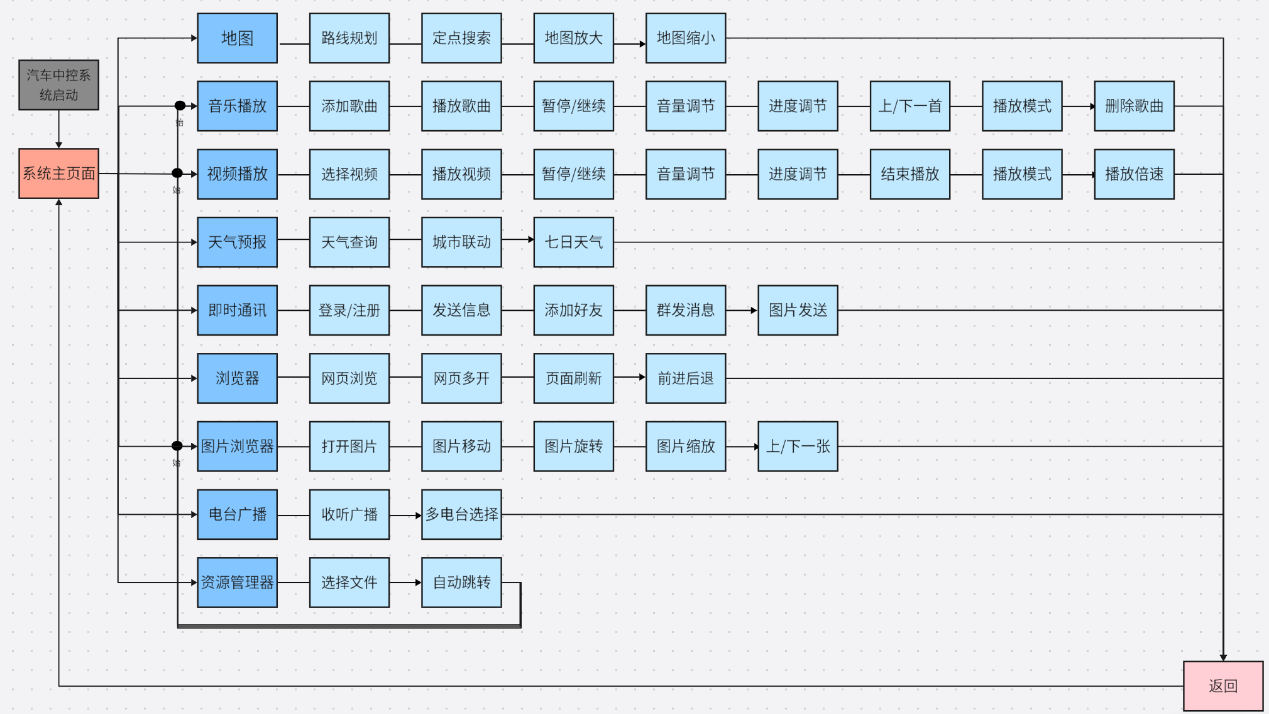 地图
路线规划
定点搜索
地图放大
地图缩小
汽车中控系
统启动
音乐播放
添加歌曲
播放歌曲
暂停/继续
音量调节
进度调节
上/下一首
播放模式
删除歌曲
始
系统主页面
视频播放
选择视频
播放视频
暂停/继续
音量调节
进度调节
结束播放
播放模式
播放倍速
始
天气预报
天气查询
城市联动
七日天气
即时通讯
登录/注册
发送信息
添加好友
群发消息
图片发送
浏览器
网页浏览
网页多开
页面刷新
前进后退
图片浏览器
打开图片
图片移动
图片旋转
图片缩放
上/下一张
始
电台广播
收听广播
多电台选择
资源管理器
选择文件
自动跳转
返回